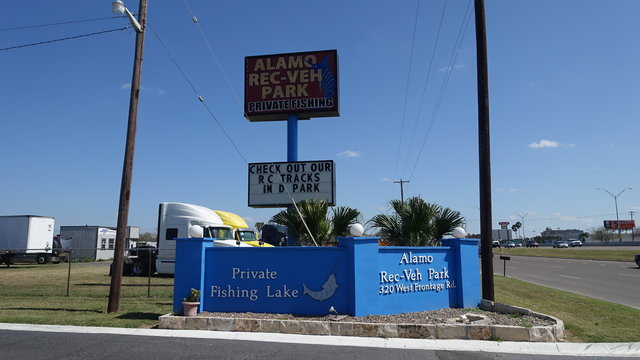 ALAMO
REC-VEH
PARK
PRIVATE FISHING
CHECK OUT OUR
RC TRACKS
IN D PARK
Private
Fishing Lake
Alamo
Rec-Veh Park
320 West Frontage Rd.